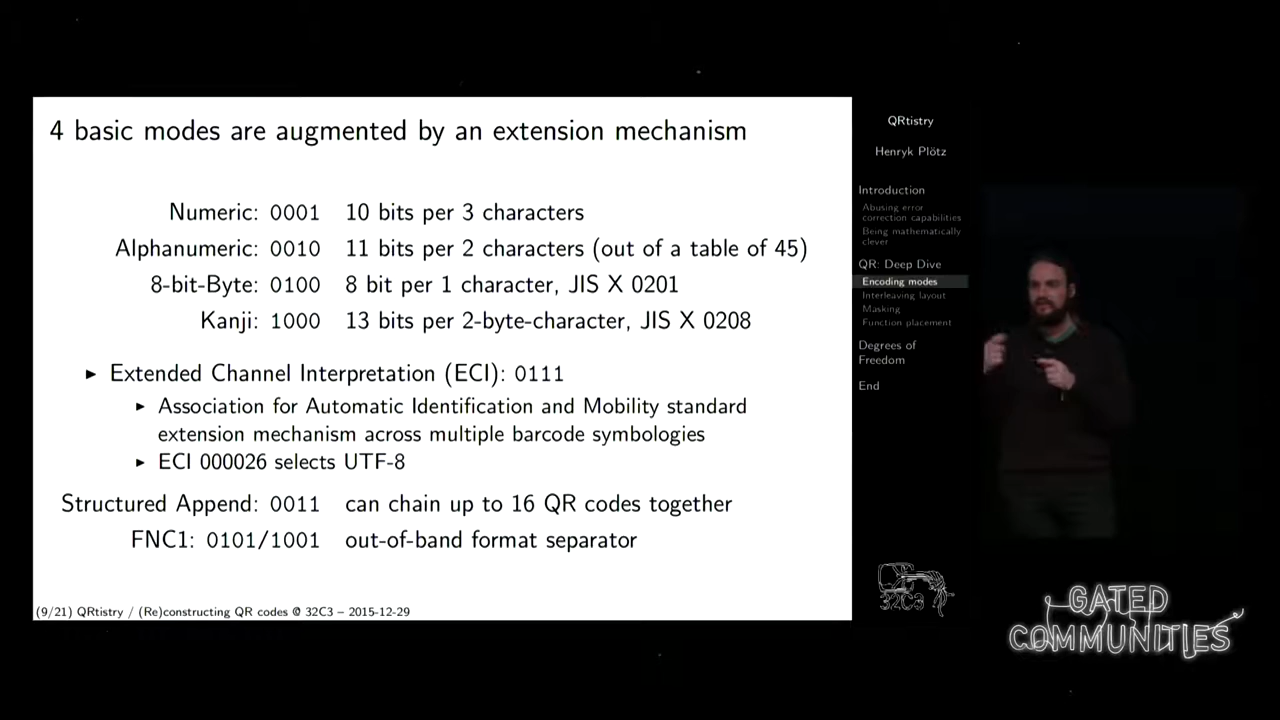 4 basic modes are augmented by an extension mechanism
Numeric: 0001 10 bits per 3 characters
Alphanumeric: 0010 11 bits per 2 characters (out of a table of 45)
8-bit-Byte: 0100 8 bit per 1 character, JIS X 0201
Kanji: 1000 13 bits per 2-byte-character, JIS X 0208
► Extended Channel Interpretation (ECI): 0111
► Association for Automatic Identification and Mobility standard
extension mechanism across multiple barcode symbologies
► ECI 000026 selects UTF-8
Structured Append: 0011 can chain up to 16 QR codes together
FNC1: 0101/1001 out-of-band format separator
(9/21) QRtistry / (Re)constructing QR codes @ 32C3 – 2015-12-29
QRtistry
Henryk Plötz
Introduction
Abusing error
correction capabilities
Being mathematically
clever
QR: Deep Dive
Encoding modes
Interleaving layout
Masking
Function placement
Degrees of
Freedom
End
32C3
GATED
COMMUNITIES